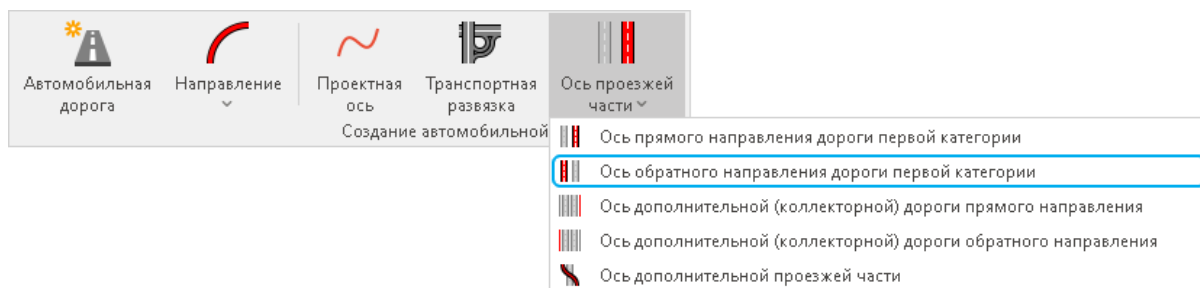 Автомобильная дорога
Направление
Проектная ось
Транспортная развязка
Ось проезжей части
Создание автомобильной
Ось прямого направления дороги первой категории
Ось обратного направления дороги первой категории
Ось дополнительной (коллекторной) дороги прямого направления
Ось дополнительной (коллекторной) дороги обратного направления
Ось дополнительной проезжей части